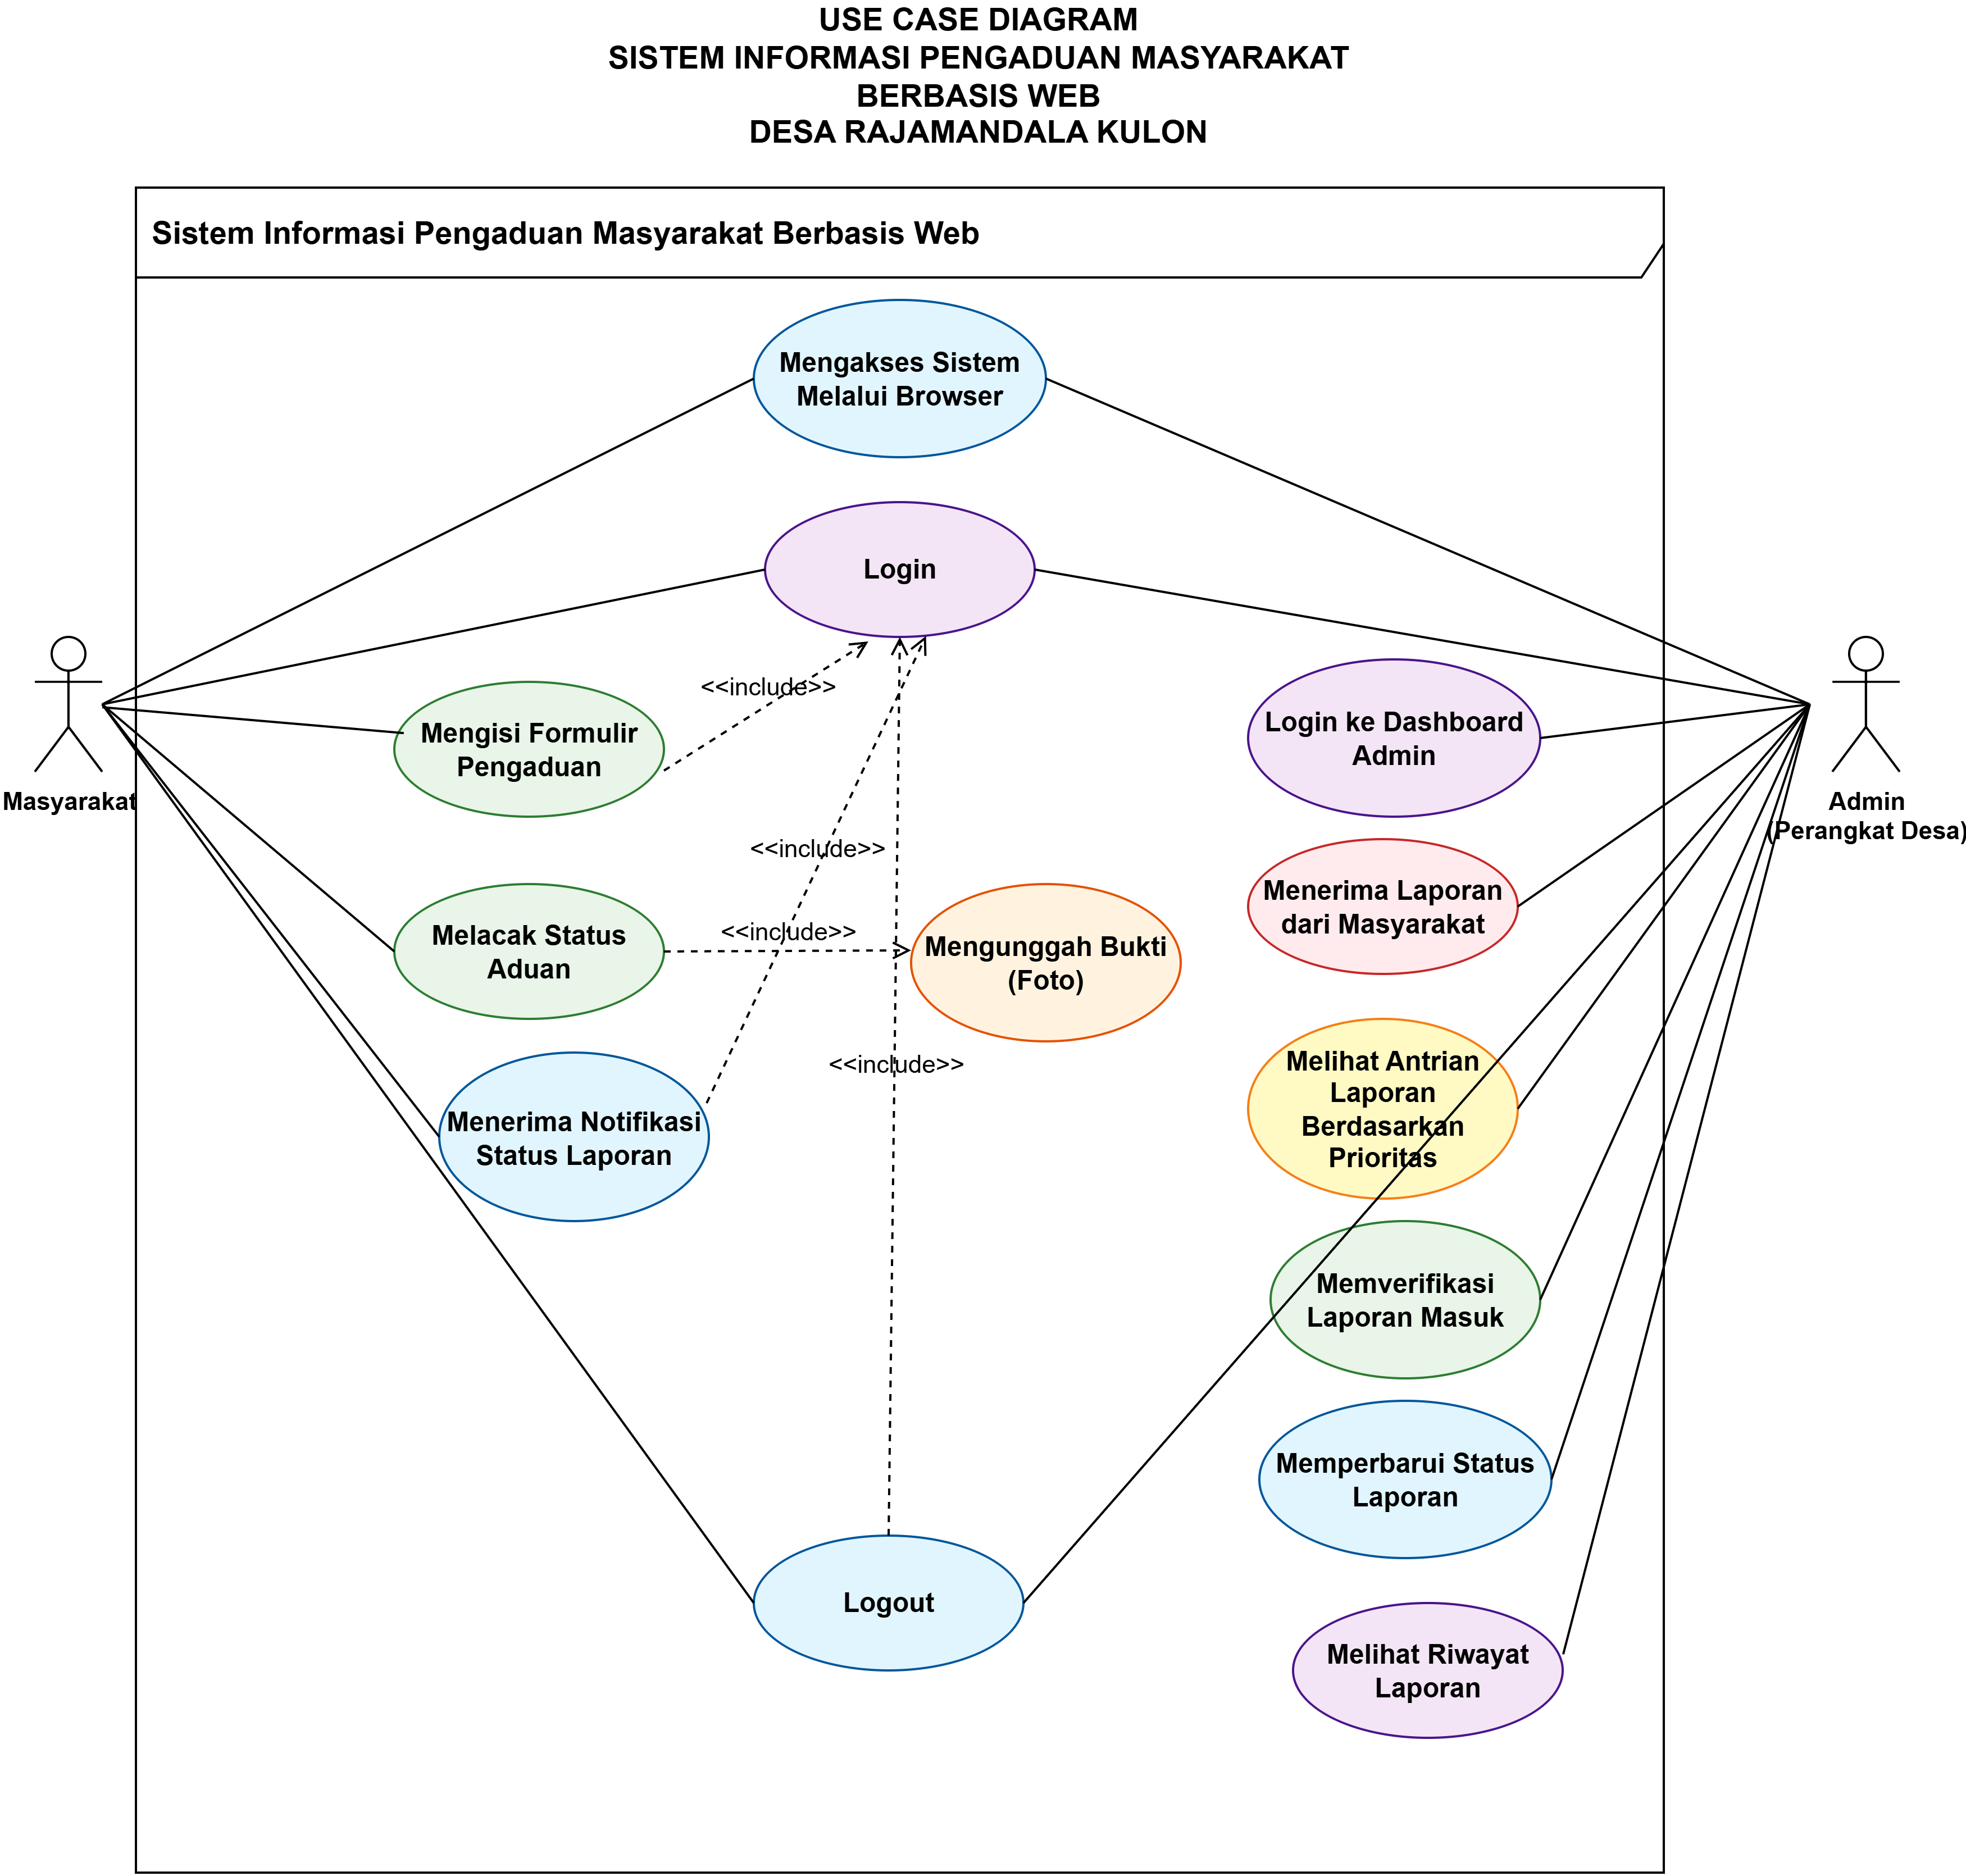 USE CASE DIAGRAM
SISTEM INFORMASI PENGADUAN MASYARAKAT
BERBASIS WEB
DESA RAJAMANDALA KULON
Sistem Informasi Pengaduan Masyarakat Berbasis Web
Mengakses Sistem
Melalui Browser
Login
<<include>>
Mengisi Formulir
Pengaduan
Login ke Dashboard
Admin
Masyarakat
Admin
(Perangkat Desa)
<<include>>
Menerima Laporan
dari Masyarakat
Melacak Status
Aduan
<<include>>
Mengunggah Bukti
(Foto)
<<include>>
Melihat Antrian
Laporan
Berdasarkan
Prioritas
Menerima Notifikasi
Status Laporan
Memverifikasi
Laporan Masuk
Memperbarui Status
Laporan
Logout
Melihat Riwayat
Laporan